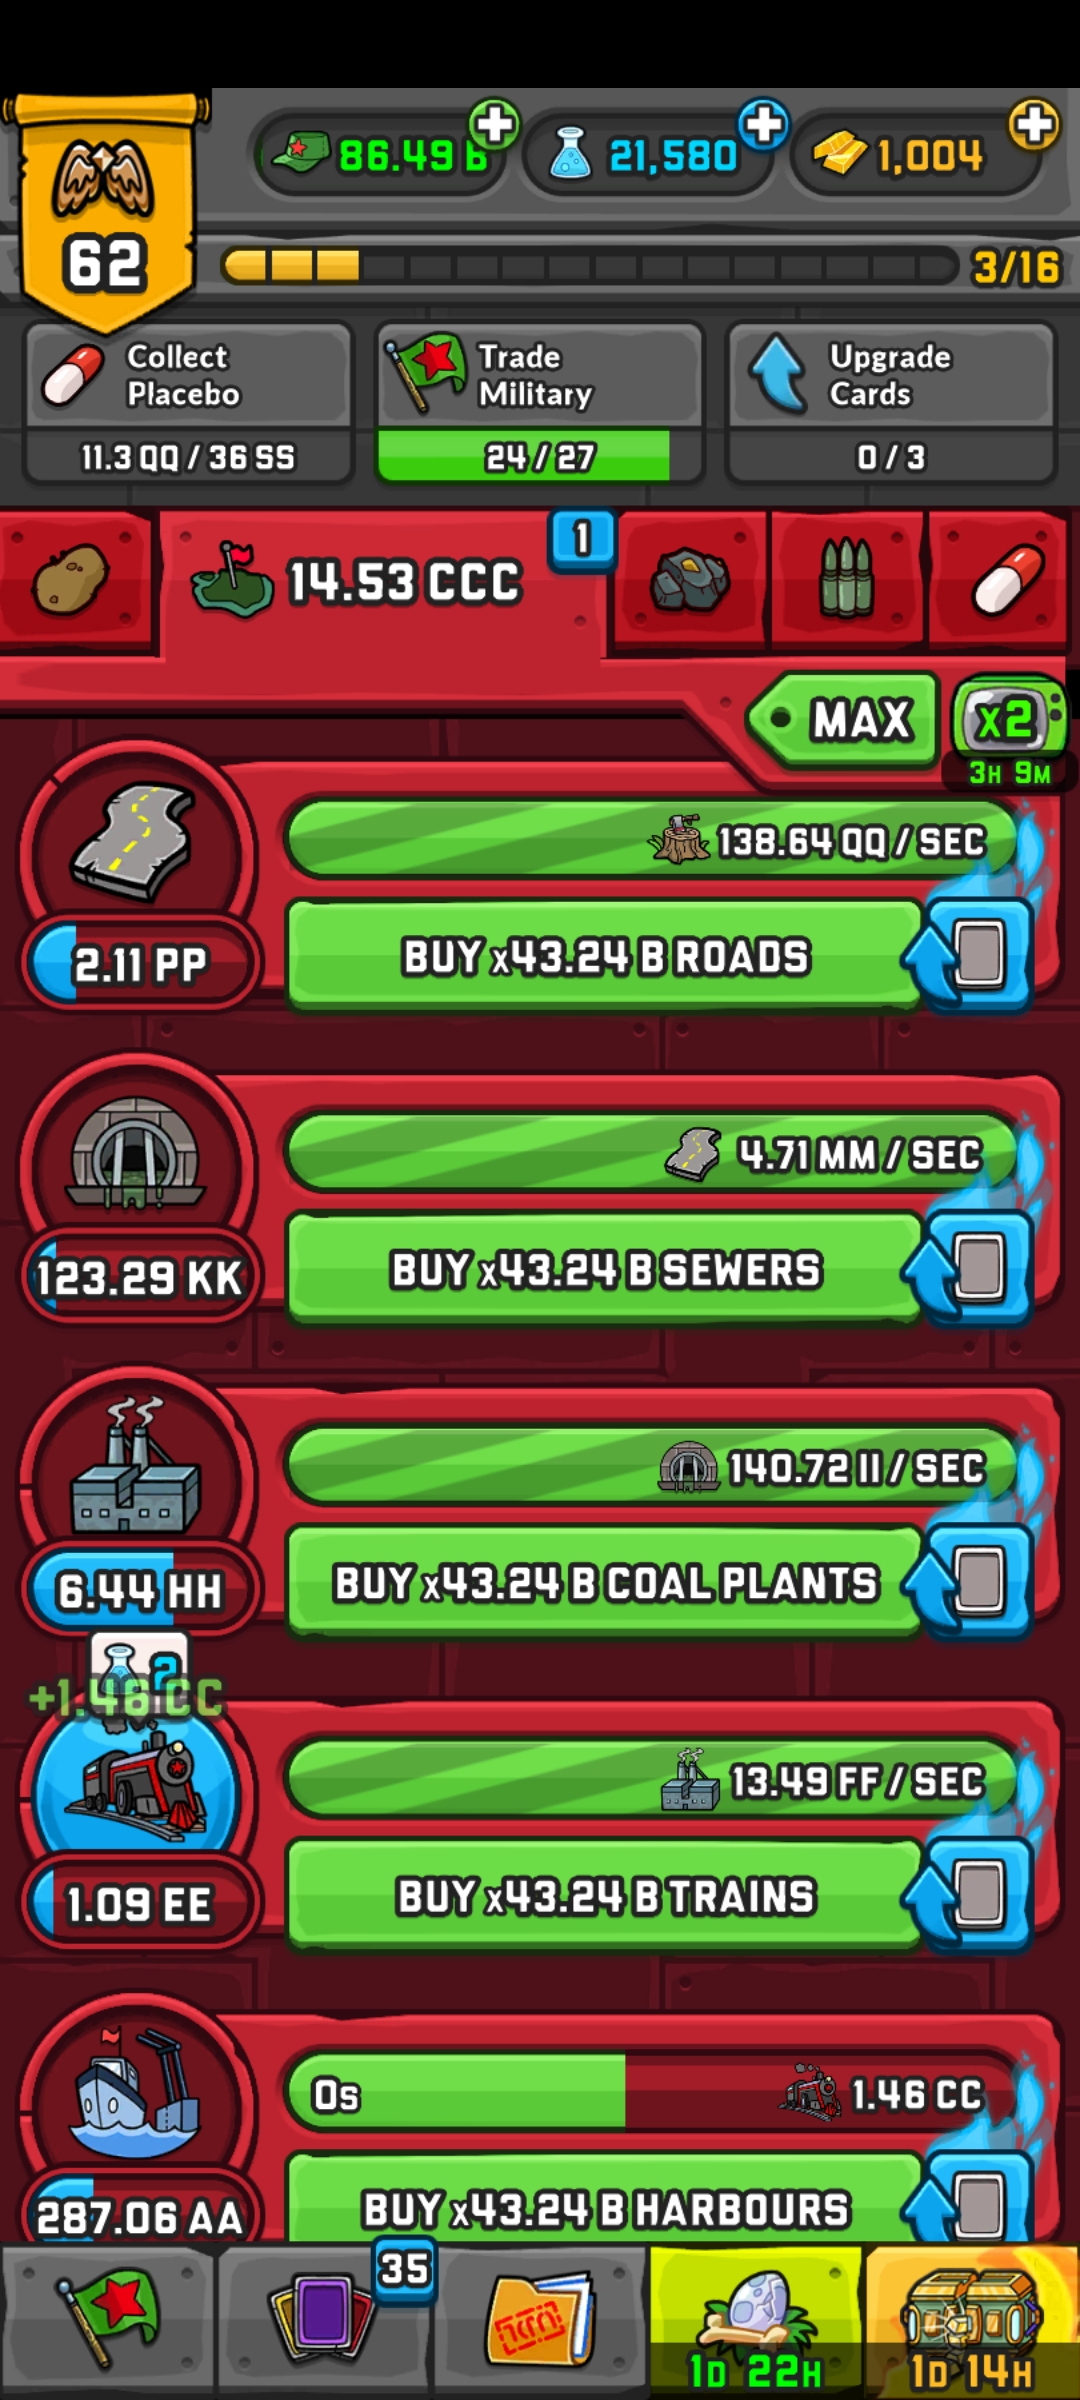 86.49 B
21,580
1,004
62
3/16
Collect
Placebo
11.3 QQ / 36 SS
Trade
Military
24 / 27
Upgrade
Cards
0 / 3
14.53 CCC
1
MAX
x2
3H 9M
138.64 QQ / SEC
2.11 PP
BUY x43.24 B ROADS
4.71 MM / SEC
123.29 KK
BUY x43.24 B SEWERS
140.72 II / SEC
6.44 HH
BUY x43.24 B COAL PLANTS
2
+1.46 CC
13.49 FF / SEC
1.09 EE
BUY x43.24 B TRAINS
0s
1.46 CC
287.06 AA
BUY x43.24 B HARBOURS
35
1D 22H
1D 14H